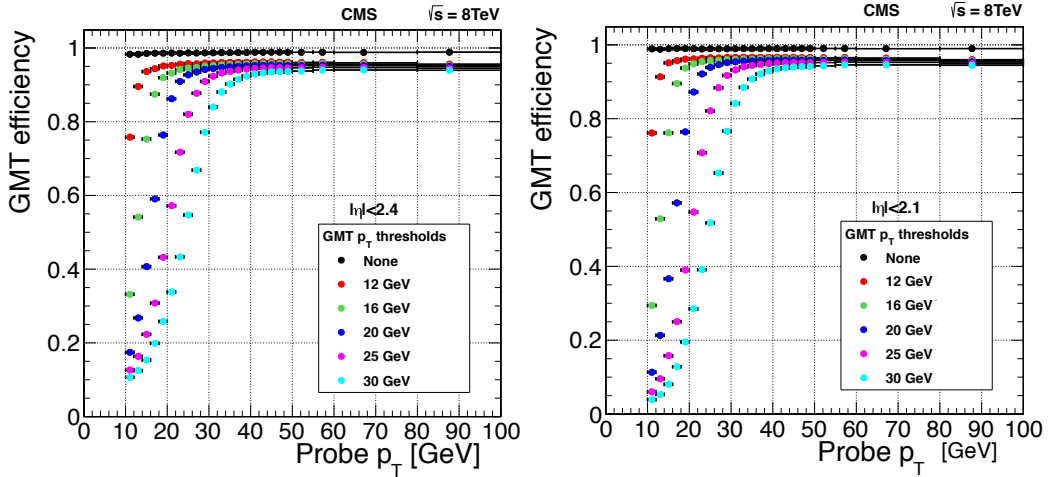 CMS √s = 8TeV
GMT efficiency
1
0.8
0.6
0.4
0.2
0
|η|<2.4
GMT pT thresholds
None
12 GeV
16 GeV
20 GeV
25 GeV
30 GeV
0 10 20 30 40 50 60 70 80 90 100
Probe pT [GeV]
CMS √s = 8TeV
GMT efficiency
1
0.8
0.6
0.4
0.2
0
|η|<2.1
GMT pT thresholds
None
12 GeV
16 GeV
20 GeV
25 GeV
30 GeV
0 10 20 30 40 50 60 70 80 90 100
Probe pT [GeV]